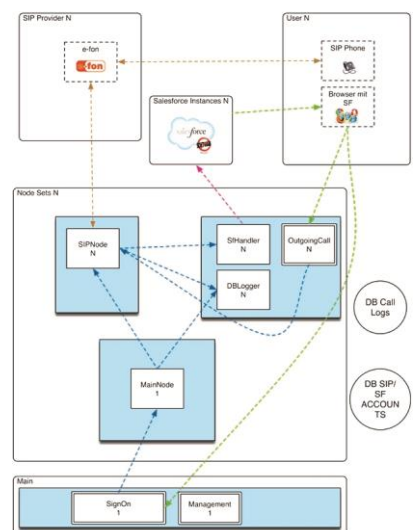 SIP Provider N
e-fon
e-fon
User N
SIP Phone
Browser mit
SF
Salesforce Instances N
salesforce
Node Sets N
SIPNode
N
SfHandler
N
OutgoingCall
N
DBLogger
N
DB Call
Logs
MainNode
1
DB SIP/
SF
ACCOUN
TS
Main
SignOn
1
Management
1